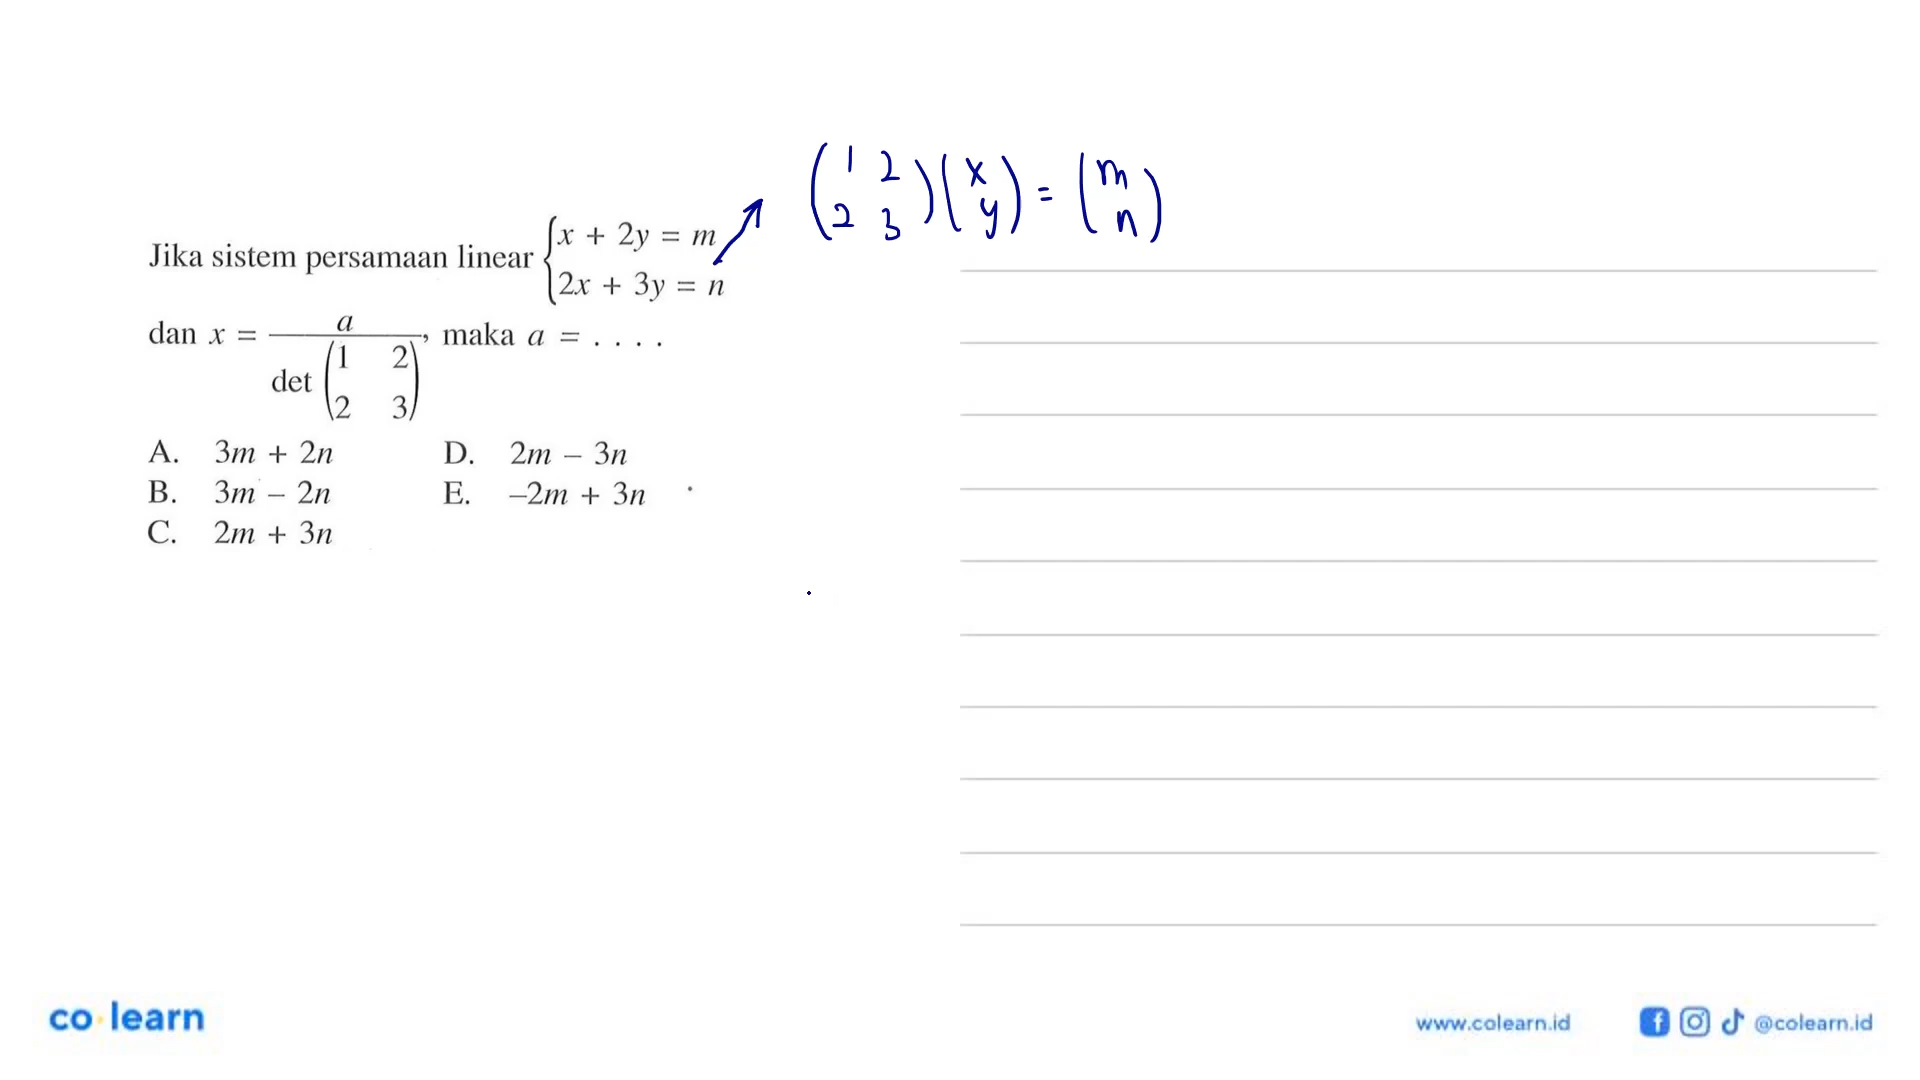 (1 2
2 3)(x
y) = (m
n)
Jika sistem persamaan linear {x + 2y = m
2x + 3y = n
dan x = a / det (1 2
2 3), maka a = . . . .
A. 3m + 2n D. 2m – 3n
B. 3m – 2n E. –2m + 3n
C. 2m + 3n
co·learn
www.colearn.id @colearn.id